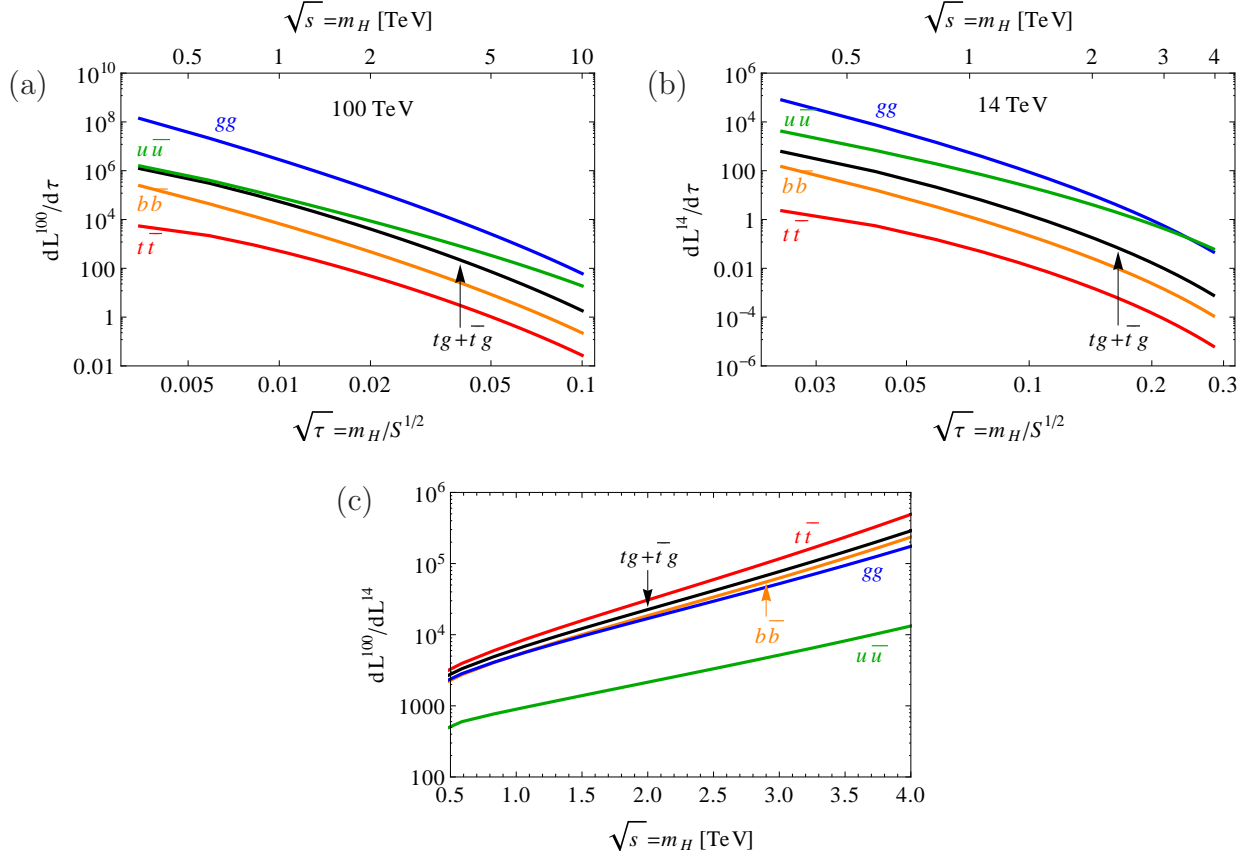 √s = m_H [TeV]
0.5 1 2 5 10
(a)
10^10
10^8
10^6
10^4
100
1
0.01
dL^100/dτ
100 TeV
gg
uu̅
bb̅
tt̅
tg+t̅g
0.005 0.01 0.02 0.05 0.1
√τ = m_H/S^1/2
√s = m_H [TeV]
0.5 1 2 3 4
(b)
10^6
10^4
100
1
0.01
10^-4
10^-6
dL^14/dτ
14 TeV
gg
uu̅
bb̅
tt̅
tg+t̅g
0.03 0.05 0.1 0.2 0.3
√τ = m_H/S^1/2
(c)
10^6
10^5
10^4
1000
100
dL^100/dL^14
tt̅
tg+t̅g
gg
bb̅
uu̅
0.5 1.0 1.5 2.0 2.5 3.0 3.5 4.0
√s = m_H [TeV]